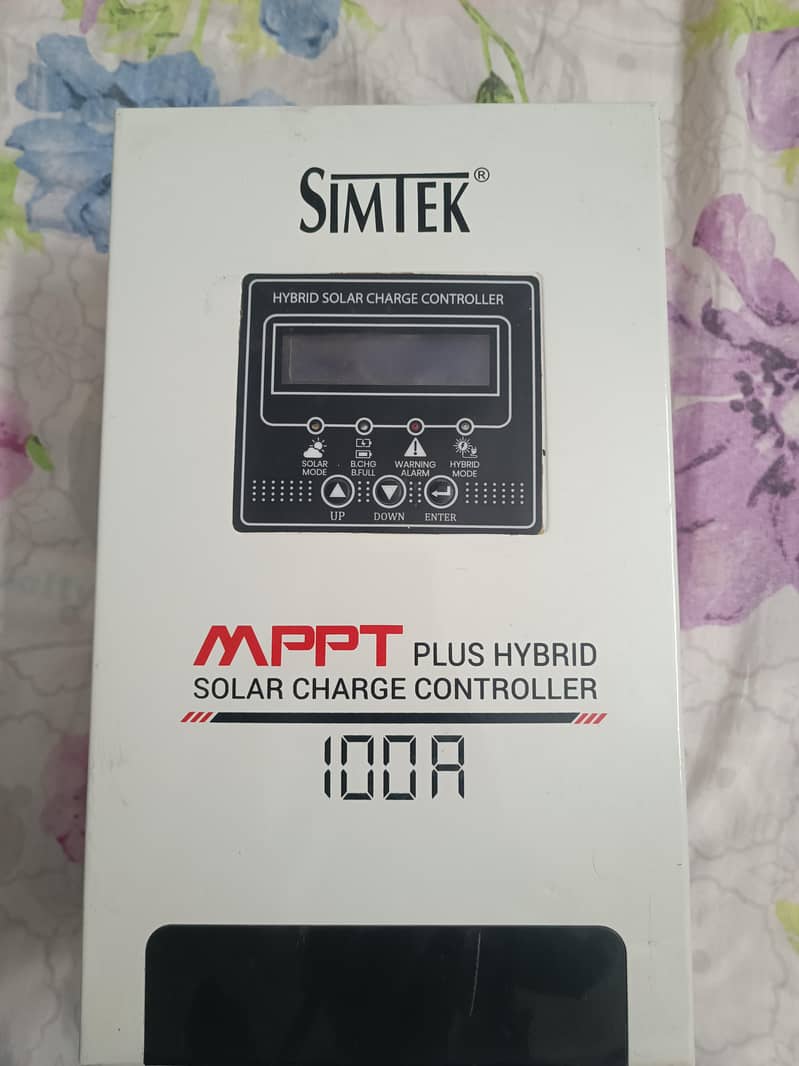 SIMTEK®
HYBRID SOLAR CHARGE CONTROLLER
SOLAR MODE
B.CHG B.FULL
WARNING ALARM
HYBRID MODE
UP DOWN ENTER
MPPT PLUS HYBRID
SOLAR CHARGE CONTROLLER
100A